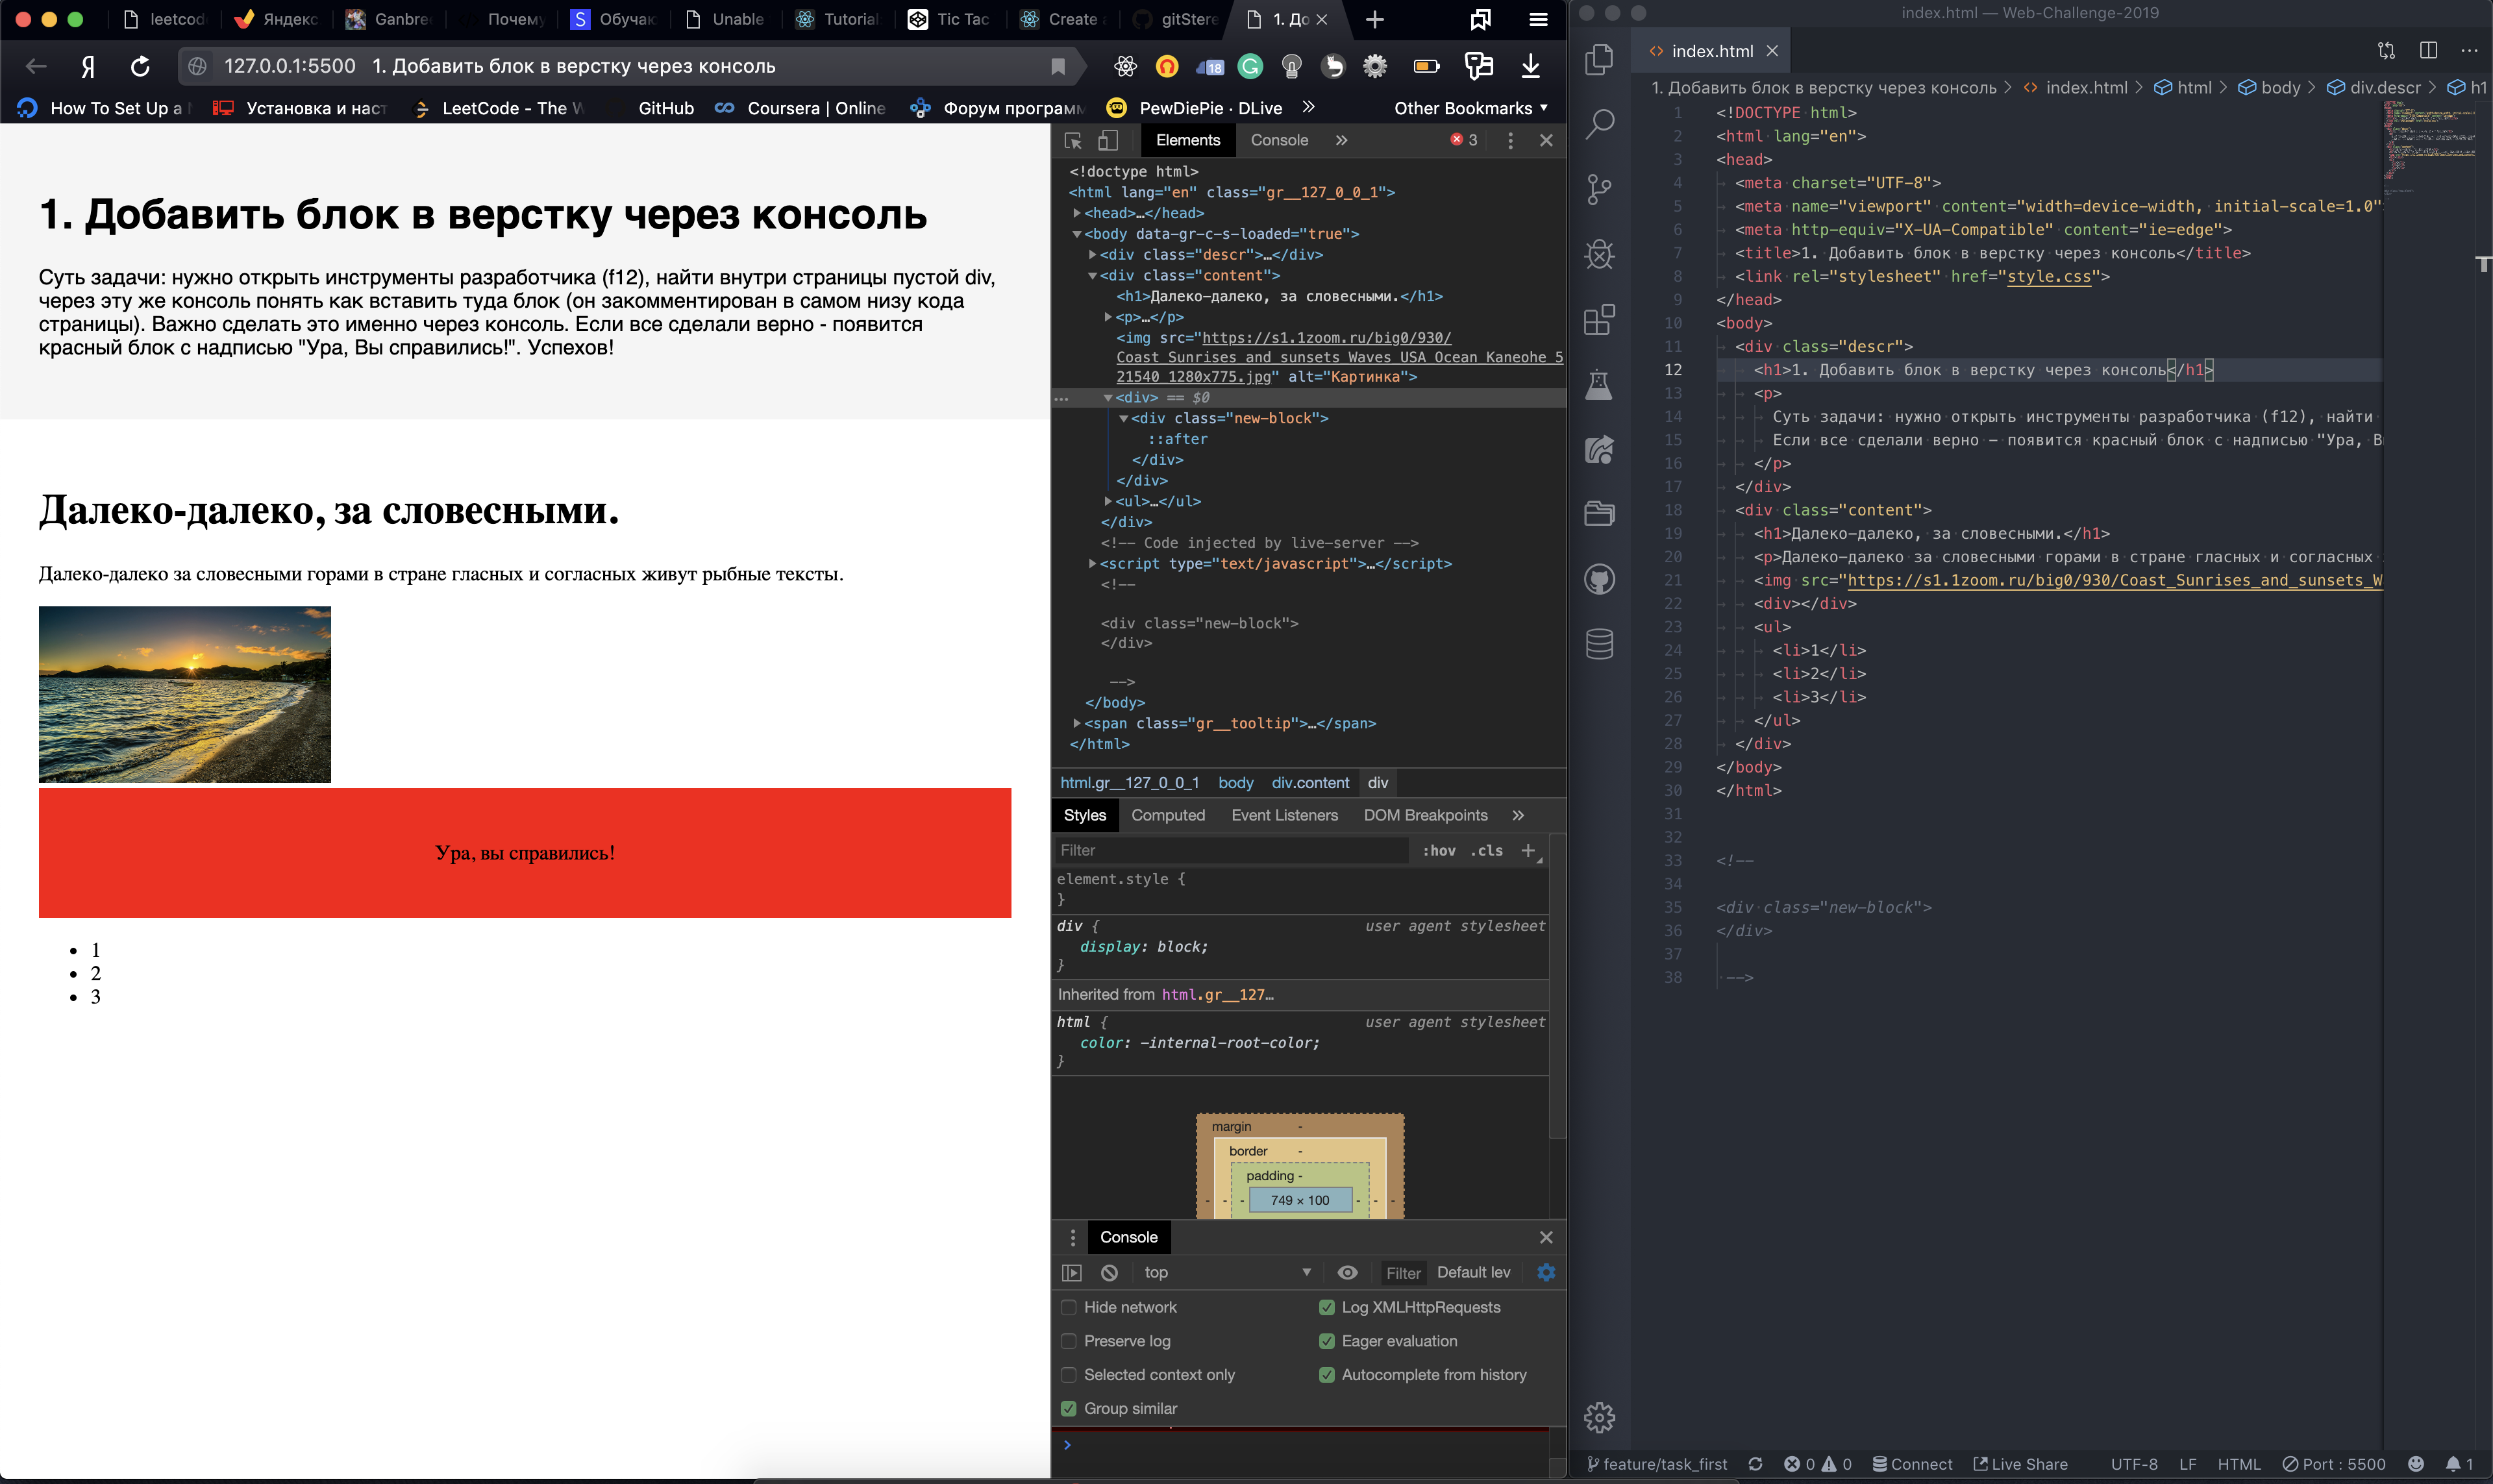 leetcod
Яндекс
Ganbre
Почему
Обучаю
Unable
Tutorial
Tic Tac
Create a
gitStere
1. До
index.html — Web-Challenge-2019
127.0.0.1:5500 1. Добавить блок в верстку через консоль
18
How To Set Up a
Установка и наст
LeetCode - The W
GitHub
Coursera | Online
Форум программ
PewDiePie · DLive
Other Bookmarks
1. Добавить блок в верстку через консоль
Суть задачи: нужно открыть инструменты разработчика (f12), найти внутри страницы пустой div,
через эту же консоль понять как вставить туда блок (он закомментирован в самом низу кода
страницы). Важно сделать это именно через консоль. Если все сделали верно - появится
красный блок с надписью "Ура, Вы справились!". Успехов!
Далеко-далеко, за словесными.
Далеко-далеко за словесными горами в стране гласных и согласных живут рыбные тексты.
Ура, вы справились!
• 1
• 2
• 3
Elements Console » 3
<!doctype html>
<html lang="en" class="gr__127_0_0_1">
<head>…</head>
<body data-gr-c-s-loaded="true">
<div class="descr">…</div>
<div class="content">
<h1>Далеко-далеко, за словесными.</h1>
<p>…</p>
<img src="https://s1.1zoom.ru/big0/930/
Coast_Sunrises_and_sunsets_Waves_USA_Ocean_Kaneohe_5
21540_1280x775.jpg" alt="Картинка">
<div> == $0
<div class="new-block">
::after
</div>
</div>
<ul>…</ul>
</div>
<!-- Code injected by live-server -->
<script type="text/javascript">…</script>
<!--
<div class="new-block">
</div>
-->
</body>
<span class="gr__tooltip">…</span>
</html>
html.gr__127_0_0_1 body div.content div
Styles Computed Event Listeners DOM Breakpoints »
Filter :hov .cls +
element.style {
}
div { user agent stylesheet
display: block;
}
Inherited from html.gr__127…
html { user agent stylesheet
color: -internal-root-color;
}
margin -
border -
padding -
- - - 749 × 100 - - -
Console
top Filter Default lev
Hide network Log XMLHttpRequests
Preserve log Eager evaluation
Selected context only Autocomplete from history
Group similar
index.html
1. Добавить блок в верстку через консоль > index.html > html > body > div.descr > h1
1 <!DOCTYPE html>
2 <html lang="en">
3 <head>
4 <meta charset="UTF-8">
5 <meta name="viewport" content="width=device-width, initial-scale=1.0"
6 <meta http-equiv="X-UA-Compatible" content="ie=edge">
7 <title>1. Добавить блок в верстку через консоль</title>
8 <link rel="stylesheet" href="style.css">
9 </head>
10 <body>
11 <div class="descr">
12 <h1>1. Добавить блок в верстку через консоль</h1>
13 <p>
14 Суть задачи: нужно открыть инструменты разработчика (f12), найти
15 Если все сделали верно - появится красный блок с надписью "Ура, В
16 </p>
17 </div>
18 <div class="content">
19 <h1>Далеко-далеко, за словесными.</h1>
20 <p>Далеко-далеко за словесными горами в стране гласных и согласных
21 <img src="https://s1.1zoom.ru/big0/930/Coast_Sunrises_and_sunsets_W
22 <div></div>
23 <ul>
24 <li>1</li>
25 <li>2</li>
26 <li>3</li>
27 </ul>
28 </div>
29 </body>
30 </html>
31
32
33 <!--
34
35 <div class="new-block">
36 </div>
37
38 -->
feature/task_first 0 0 Connect Live Share UTF-8 LF HTML Port : 5500 1